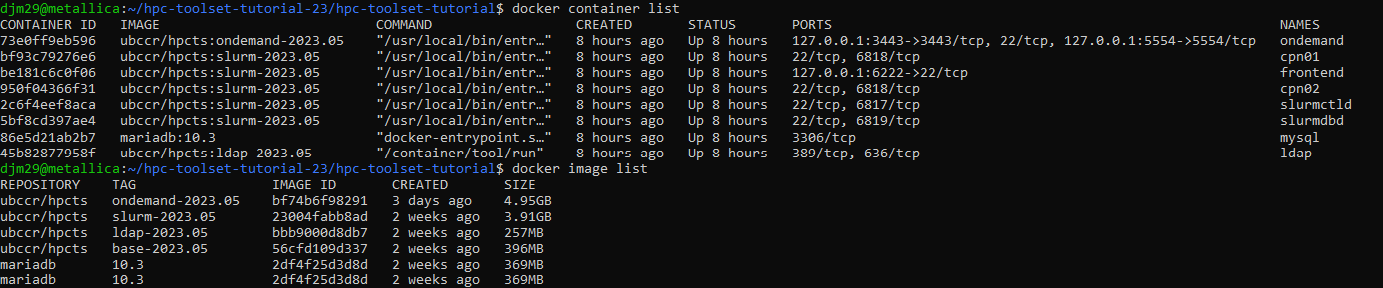 djm29@metallica:~/hpc-toolset-tutorial-23/hpc-toolset-tutorial$ docker container list
CONTAINER ID   IMAGE                          COMMAND                  CREATED       STATUS       PORTS                                                      NAMES
73e0ff9eb596   ubccr/hpcts:ondemand-2023.05   "/usr/local/bin/entr…"   8 hours ago   Up 8 hours   127.0.0.1:3443->3443/tcp, 22/tcp, 127.0.0.1:5554->5554/tcp   ondemand
bf93c79276e6   ubccr/hpcts:slurm-2023.05      "/usr/local/bin/entr…"   8 hours ago   Up 8 hours   22/tcp, 6818/tcp                                           cpn01
be181c6c0f06   ubccr/hpcts:slurm-2023.05      "/usr/local/bin/entr…"   8 hours ago   Up 8 hours   127.0.0.1:6222->22/tcp                                     frontend
950f04366f31   ubccr/hpcts:slurm-2023.05      "/usr/local/bin/entr…"   8 hours ago   Up 8 hours   22/tcp, 6818/tcp                                           cpn02
2c6f4eef8aca   ubccr/hpcts:slurm-2023.05      "/usr/local/bin/entr…"   8 hours ago   Up 8 hours   22/tcp, 6817/tcp                                           slurmctld
5bf8cd397ae4   ubccr/hpcts:slurm-2023.05      "/usr/local/bin/entr…"   8 hours ago   Up 8 hours   22/tcp, 6819/tcp                                           slurmdbd
86e5d21ab2b7   mariadb:10.3                   "docker-entrypoint.s…"   8 hours ago   Up 8 hours   3306/tcp                                                   mysql
45b82877958f   ubccr/hpcts:ldap-2023.05       "/container/tool/run"    8 hours ago   Up 8 hours   389/tcp, 636/tcp                                           ldap
djm29@metallica:~/hpc-toolset-tutorial-23/hpc-toolset-tutorial$ docker image list
REPOSITORY    TAG                IMAGE ID       CREATED       SIZE
ubccr/hpcts   ondemand-2023.05   bf74b6f98291   3 days ago    4.95GB
ubccr/hpcts   slurm-2023.05      23004fabb8ad   2 weeks ago   3.91GB
ubccr/hpcts   ldap-2023.05       bbb9000d8db7   2 weeks ago   257MB
ubccr/hpcts   base-2023.05       56cfd109d337   2 weeks ago   396MB
mariadb       10.3               2df4f25d3d8d   2 weeks ago   369MB
mariadb       10.3               2df4f25d3d8d   2 weeks ago   369MB